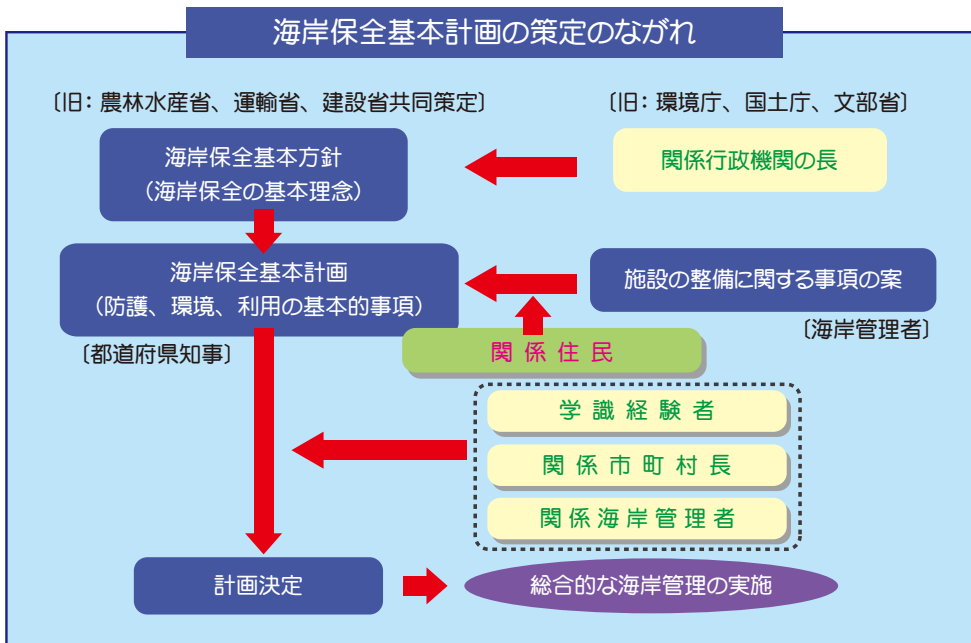 海岸保全基本計画の策定のながれ
〔旧：農林水産省、運輸省、建設省共同策定〕
〔旧：環境庁、国土庁、文部省〕
海岸保全基本方針
（海岸保全の基本理念）
関係行政機関の長
海岸保全基本計画
（防護、環境、利用の基本的事項）
施設の整備に関する事項の案
〔海岸管理者〕
〔都道府県知事〕
関係住民
学識経験者
関係市町村長
関係海岸管理者
計画決定
総合的な海岸管理の実施